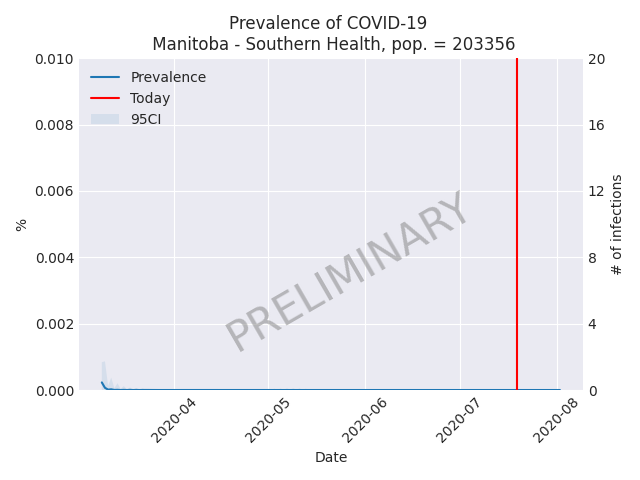 Prevalence of COVID-19
Manitoba - Southern Health, pop. = 203356
0.010
0.008
0.006
0.004
0.002
0.000
%
Prevalence
Today
95CI
PRELIMINARY
20
16
12
8
4
0
# of infections
2020-04
2020-05
2020-06
2020-07
2020-08
Date